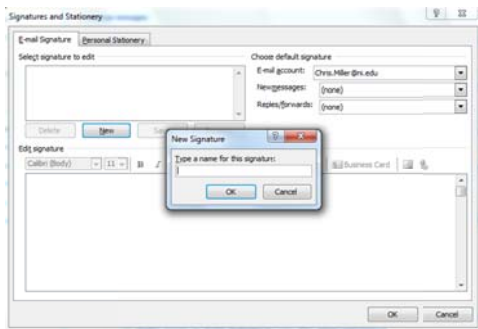 Signatures and Stationery
E-mail Signature Personal Stationery
Select signature to edit
Choose default signature
E-mail account: Chris.Miller@ni.edu
New messages: (none)
Replies/forwards: (none)
Delete New
Edit signature
Calibri (Body) 11 B I
Business Card
New Signature
Type a name for this signature:
OK Cancel
OK Cancel